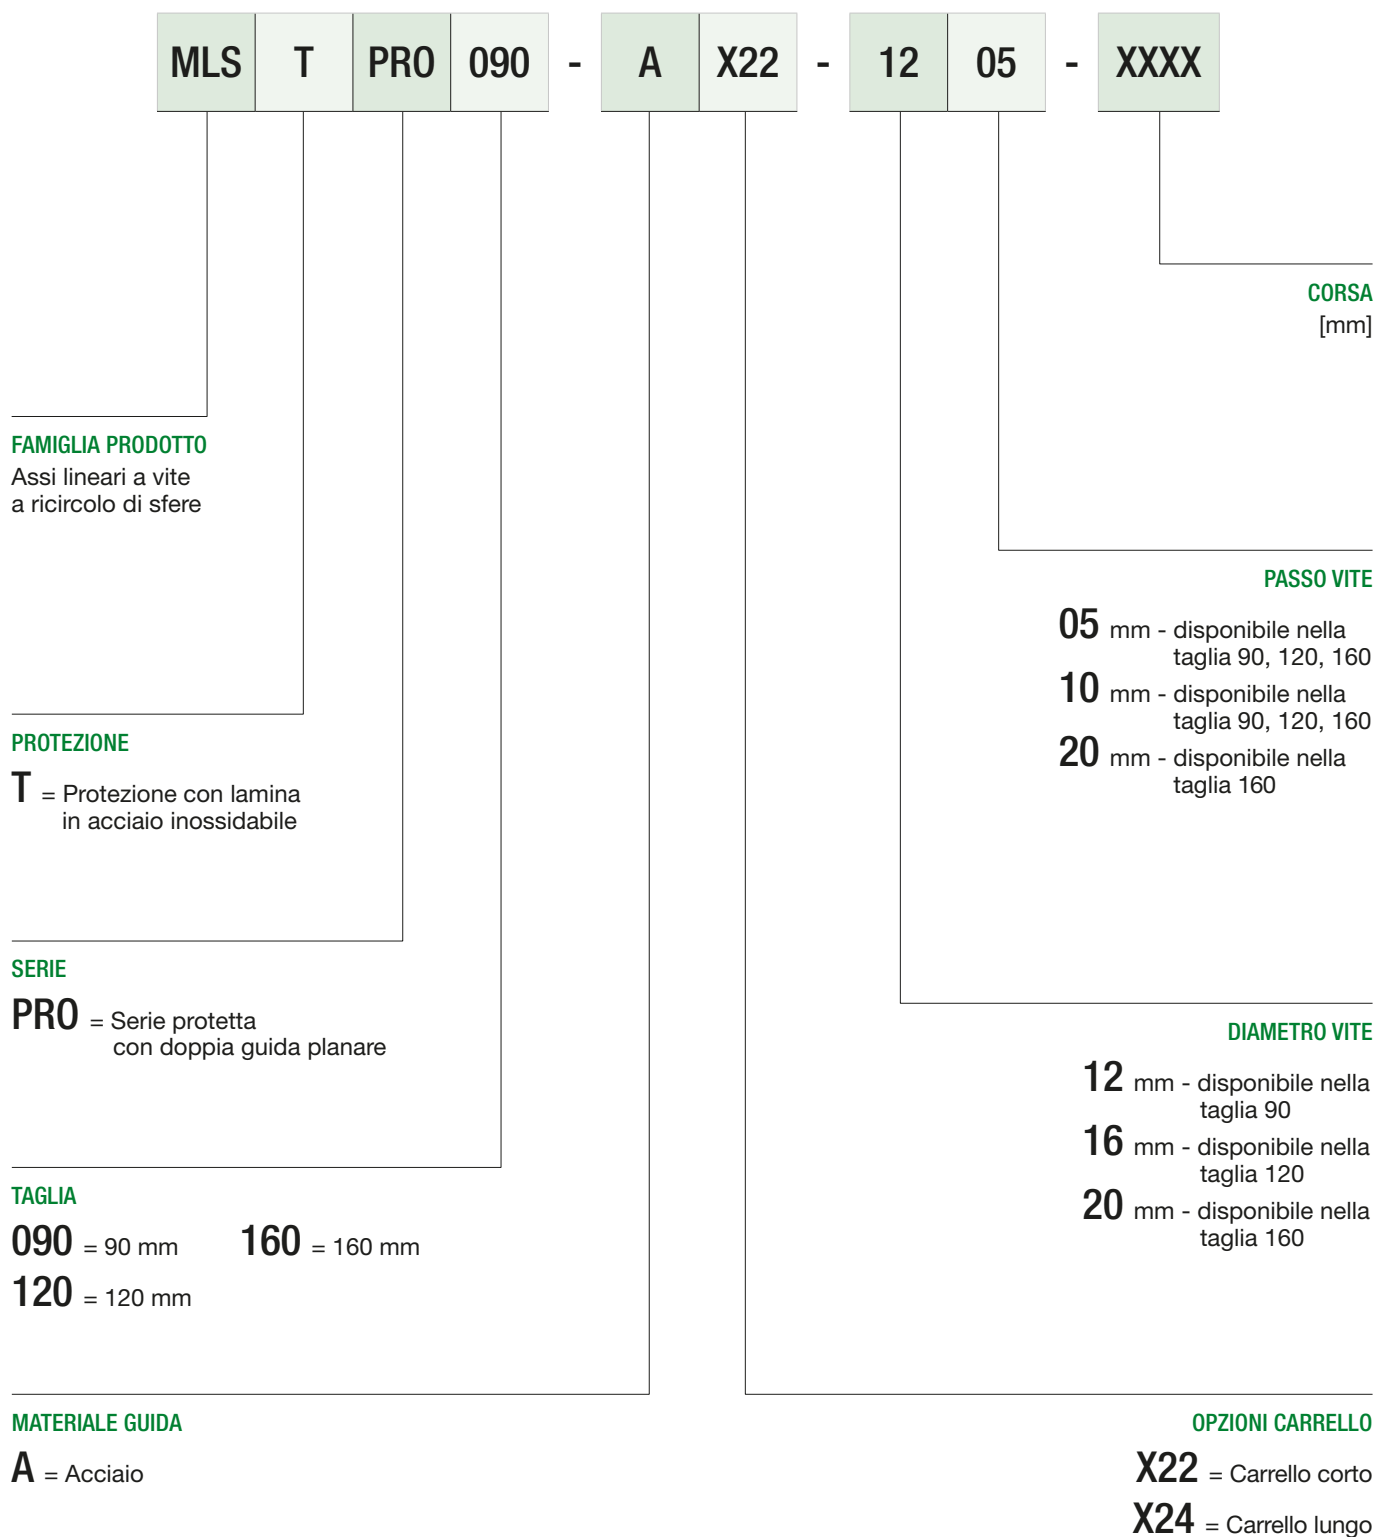 MLS T PRO 090 - A X22 - 12 05 - XXXX
CORSA
[mm]
FAMIGLIA PRODOTTO
Assi lineari a vite
a ricircolo di sfere
PASSO VITE
05 mm - disponibile nella
taglia 90, 120, 160
10 mm - disponibile nella
taglia 90, 120, 160
20 mm - disponibile nella
taglia 160
PROTEZIONE
T = Protezione con lamina
in acciaio inossidabile
SERIE
PRO = Serie protetta
con doppia guida planare
DIAMETRO VITE
12 mm - disponibile nella
taglia 90
16 mm - disponibile nella
taglia 120
20 mm - disponibile nella
taglia 160
TAGLIA
090 = 90 mm 160 = 160 mm
120 = 120 mm
MATERIALE GUIDA
A = Acciaio
OPZIONI CARRELLO
X22 = Carrello corto
X24 = Carrello lungo